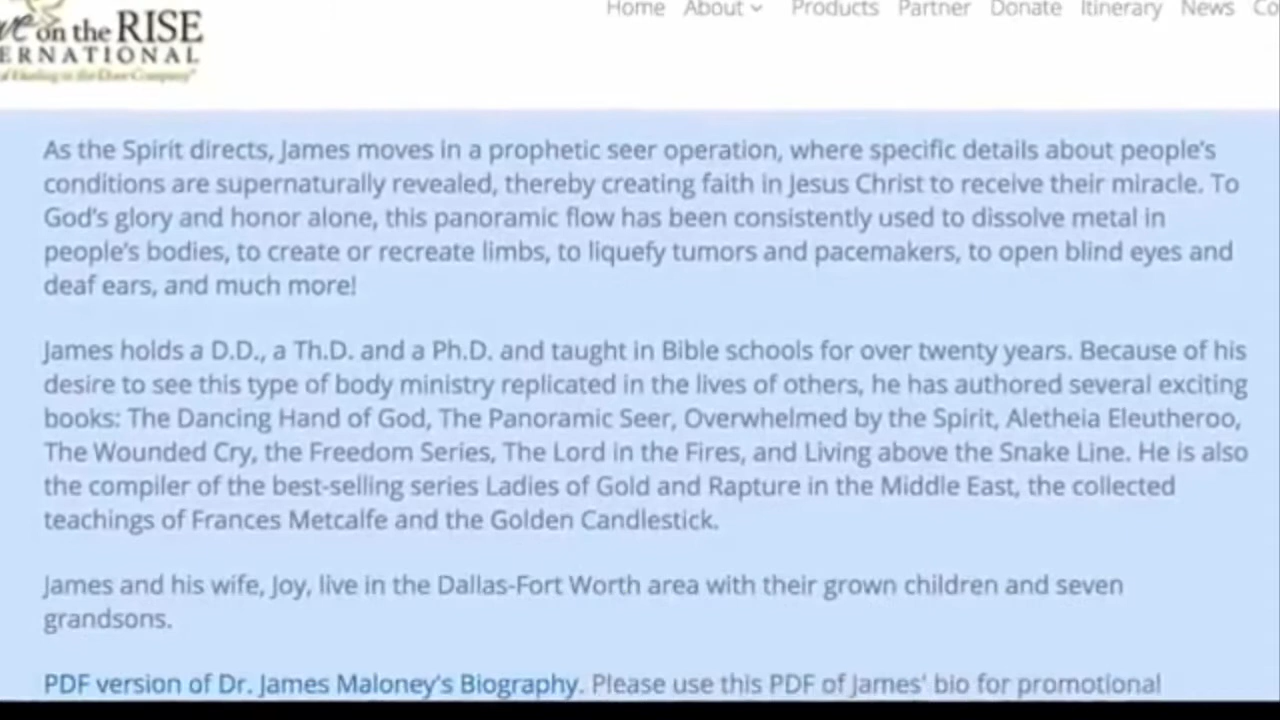 Home About Products Partner Donate Itinerary News
on the RISE
ERNATIONAL
As the Spirit directs, James moves in a prophetic seer operation, where specific details about people's
conditions are supernaturally revealed, thereby creating faith in Jesus Christ to receive their miracle. To
God's glory and honor alone, this panoramic flow has been consistently used to dissolve metal in
people's bodies, to create or recreate limbs, to liquefy tumors and pacemakers, to open blind eyes and
deaf ears, and much more!
James holds a D.D., a Th.D. and a Ph.D. and taught in Bible schools for over twenty years. Because of his
desire to see this type of body ministry replicated in the lives of others, he has authored several exciting
books: The Dancing Hand of God, The Panoramic Seer, Overwhelmed by the Spirit, Aletheia Eleutheroo,
The Wounded Cry, the Freedom Series, The Lord in the Fires, and Living above the Snake Line. He is also
the compiler of the best-selling series Ladies of Gold and Rapture in the Middle East, the collected
teachings of Frances Metcalfe and the Golden Candlestick.
James and his wife, Joy, live in the Dallas-Fort Worth area with their grown children and seven
grandsons.
PDF version of Dr. James Maloney's Biography. Please use this PDF of James' bio for promotional